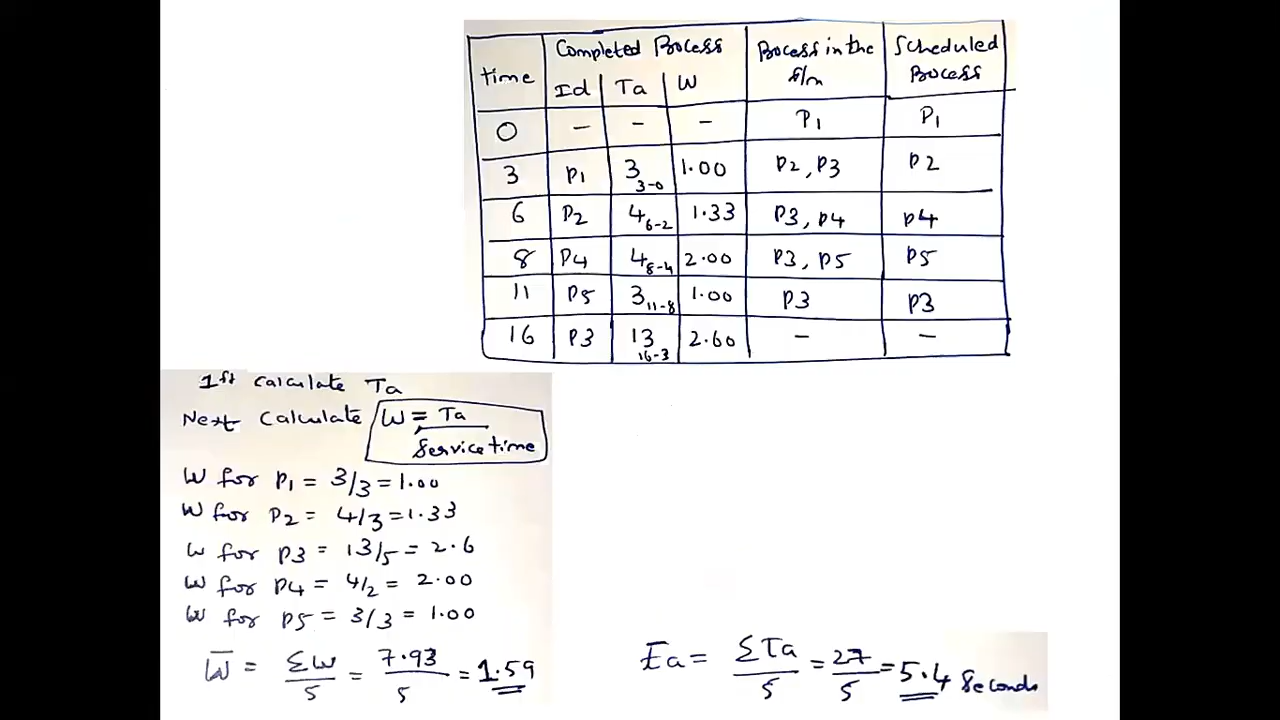 time | Completed Process | Process in the s/m | Scheduled Process
Id | Ta | W
0 | – | – | – | P1 | P1
3 | P1 | 3 3-0 | 1.00 | P2, P3 | P2
6 | P2 | 4 6-2 | 1.33 | P3, P4 | P4
8 | P4 | 4 8-4 | 2.00 | P3, P5 | P5
11 | P5 | 3 11-8 | 1.00 | P3 | P3
16 | P3 | 13 16-3 | 2.60 | – | –
1st calculate Ta
Next calculate W = Ta / Service time
W for P1 = 3/3 = 1.00
W for P2 = 4/3 = 1.33
W for P3 = 13/5 = 2.6
W for P4 = 4/2 = 2.00
W for P5 = 3/3 = 1.00
W̅ = ΣW/5 = 7.93/5 = 1.59
t̅a = ΣTa/5 = 27/5 = 5.4 Seconds